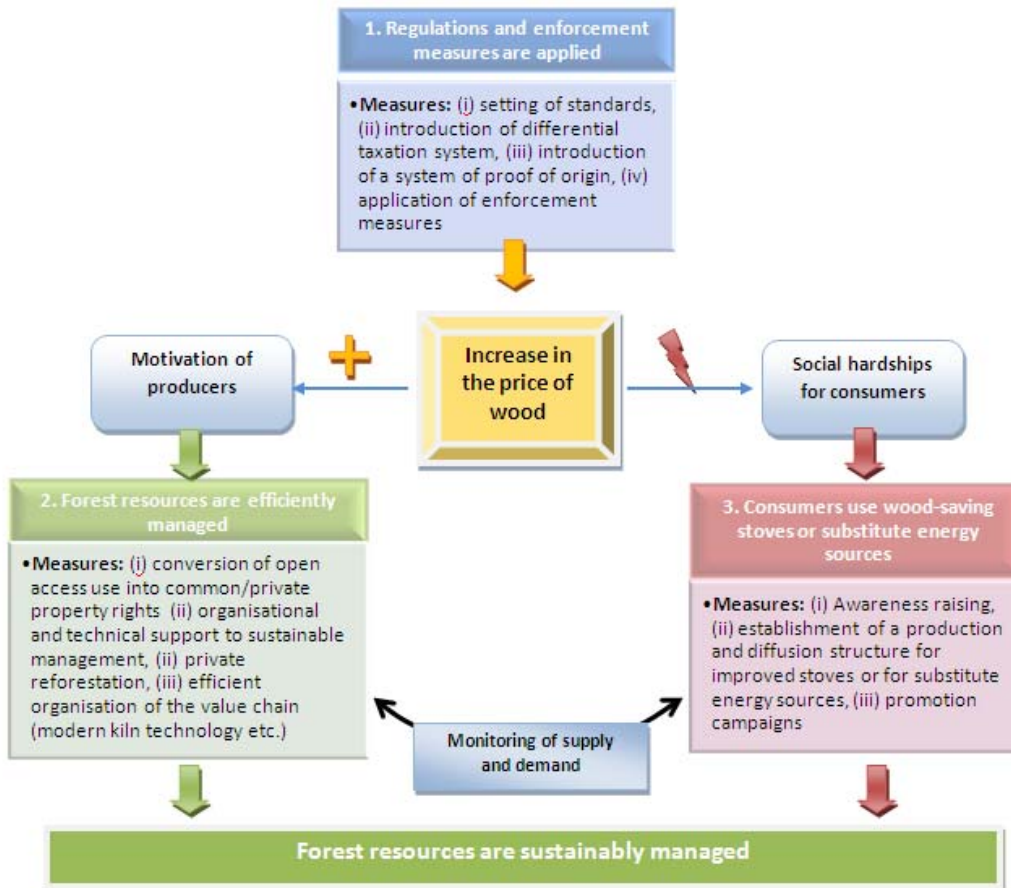 1. Regulations and enforcement
measures are applied
•Measures: (i) setting of standards,
(ii) introduction of differential
taxation system, (iii) introduction
of a system of proof of origin, (iv)
application of enforcement
measures
Motivation of
producers
Increase in
the price of
wood
Social hardships
for consumers
2. Forest resources are efficiently
managed
•Measures: (i) conversion of open
access use into common/private
property rights (ii) organisational
and technical support to sustainable
management, (ii) private
reforestation, (iii) efficient
organisation of the value chain
(modern kiln technology etc.)
3. Consumers use wood-saving
stoves or substitute energy
sources
•Measures: (i) Awareness raising,
(ii) establishment of a production
and diffusion structure for
improved stoves or for substitute
energy sources, (iii) promotion
campaigns
Monitoring of supply
and demand
Forest resources are sustainably managed